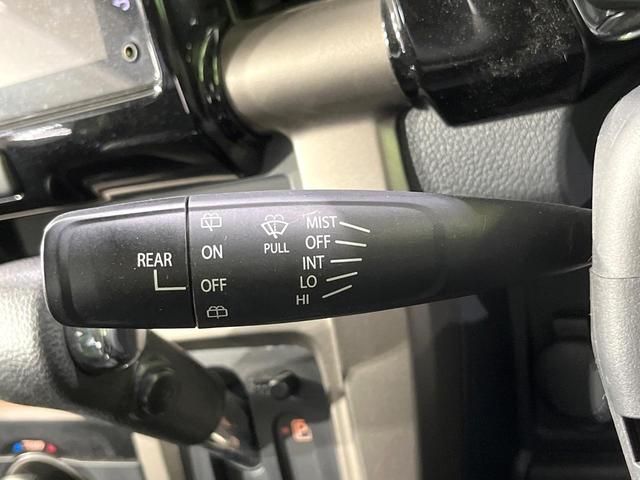 REAR
ON
OFF
PULL
MIST
OFF
INT
LO
HI